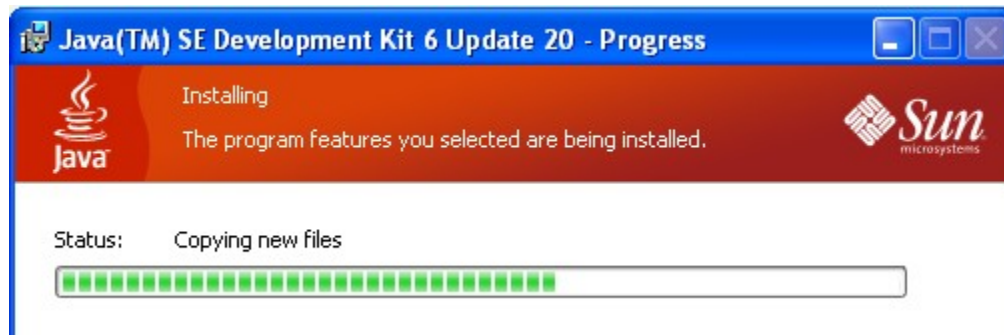 Java(TM) SE Development Kit 6 Update 20 - Progress
Installing
The program features you selected are being installed.
Java
Sun
microsystems
Status: Copying new files